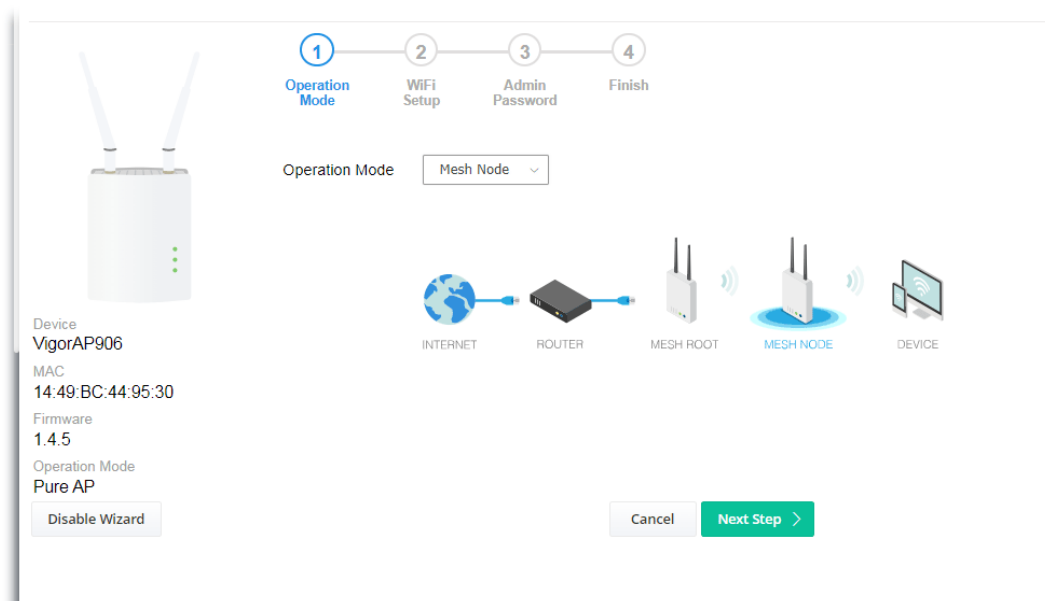 1
2
3
4
Operation
Mode
WiFi
Setup
Admin
Password
Finish
Operation Mode
Mesh Node
INTERNET
ROUTER
MESH ROOT
MESH NODE
DEVICE
Device
VigorAP906
MAC
14:49:BC:44:95:30
Firmware
1.4.5
Operation Mode
Pure AP
Disable Wizard
Cancel
Next Step